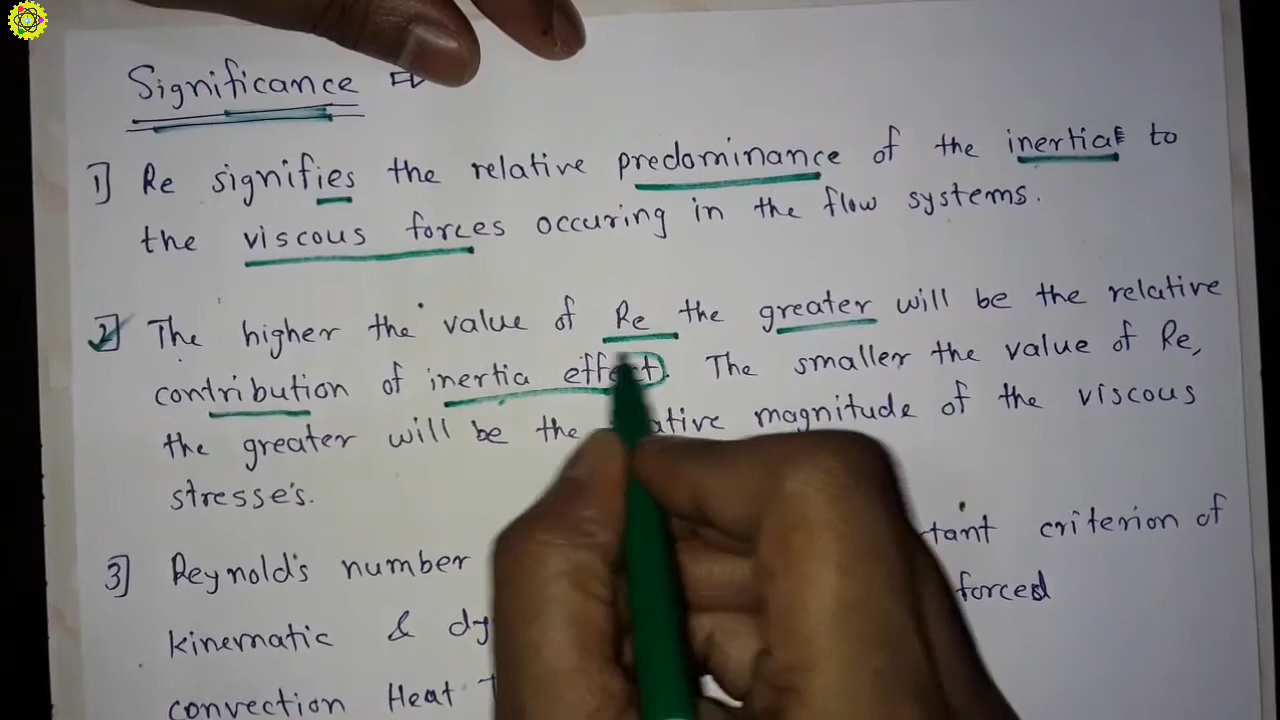 Significance ⇒
1] Re signifies the relative predominance of the inertial to
the viscous forces occuring in the flow systems.
2] The higher the value of Re the greater will be the relative
contribution of inertia effect. The smaller the value of Re,
the greater will be the magnitude of the viscous
stresses.
3] Reynold's number criterion of
kinematic & forced
convection Heat